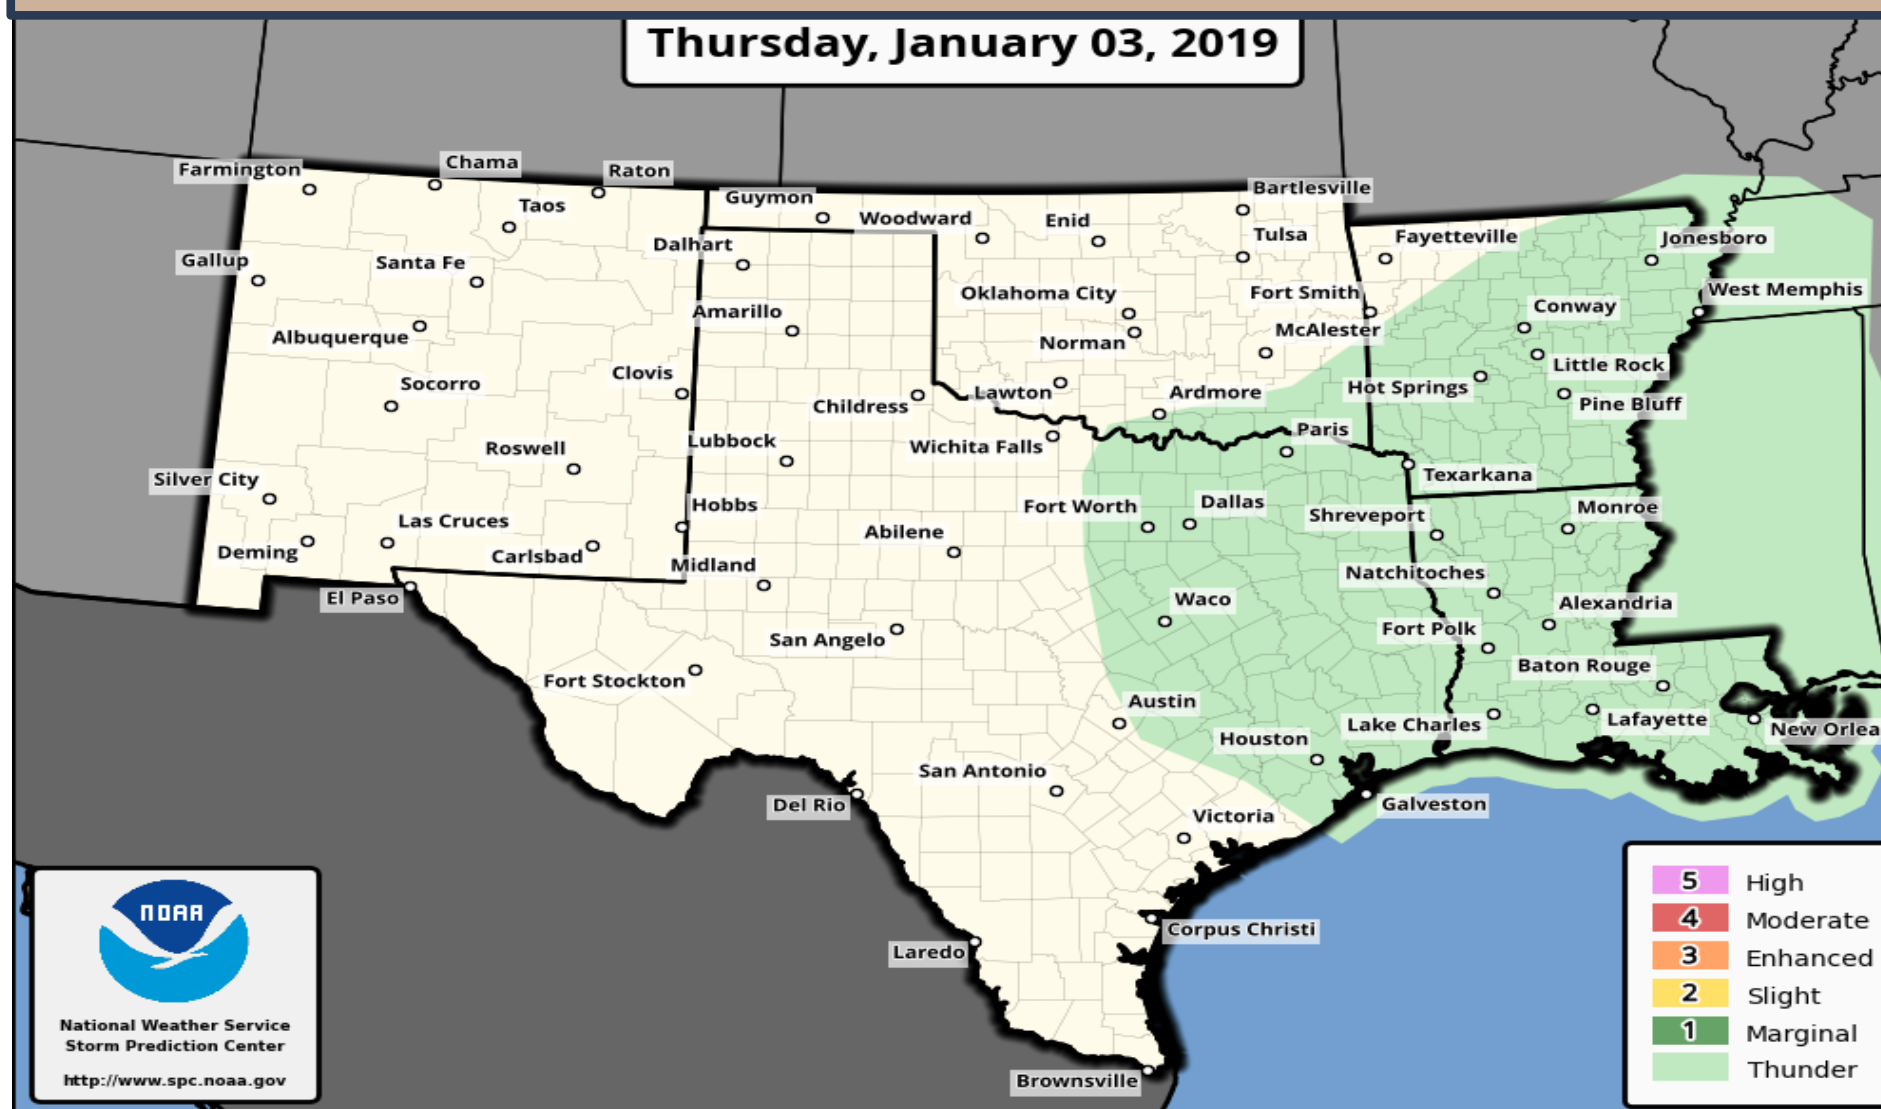 Thursday, January 03, 2019
Farmington
Chama
Raton
Taos
Guymon
Woodward
Enid
Bartlesville
Tulsa
Fayetteville
Jonesboro
Dalhart
Gallup
Santa Fe
Oklahoma City
Fort Smith
West Memphis
Amarillo
Conway
Albuquerque
Norman
McAlester
Little Rock
Socorro
Clovis
Childress
Lawton
Ardmore
Hot Springs
Pine Bluff
Roswell
Lubbock
Wichita Falls
Paris
Silver City
Texarkana
Hobbs
Fort Worth
Dallas
Shreveport
Monroe
Las Cruces
Deming
Carlsbad
Midland
Abilene
Natchitoches
El Paso
Waco
Alexandria
San Angelo
Fort Polk
Fort Stockton
Baton Rouge
Austin
Lake Charles
Lafayette
New Orlea
Houston
San Antonio
Del Rio
Galveston
Victoria
Corpus Christi
Laredo
Brownsville
NOAA
National Weather Service
Storm Prediction Center
http://www.spc.noaa.gov
5 High
4 Moderate
3 Enhanced
2 Slight
1 Marginal
Thunder